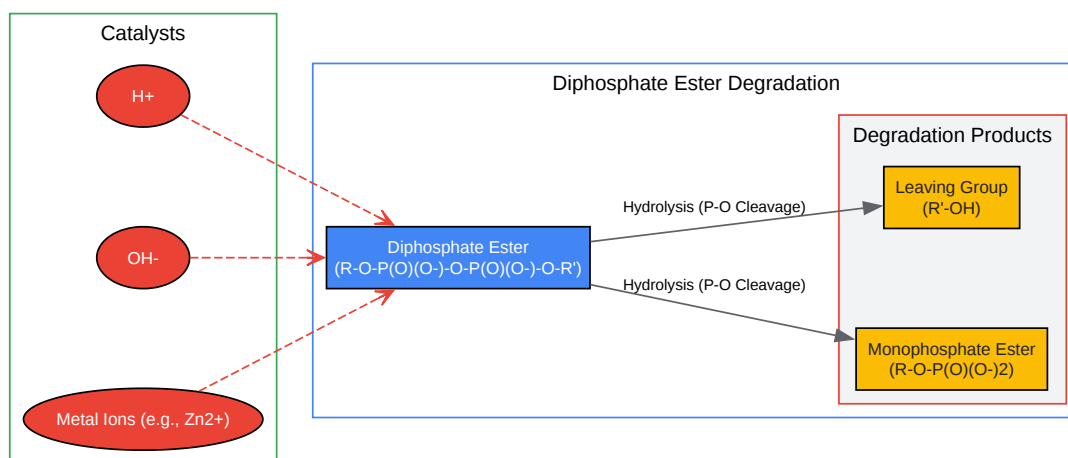 Catalysts
H+
OH-
Metal Ions (e.g., Zn2+)
Diphosphate Ester Degradation
Diphosphate Ester
(R-O-P(O)(O-)-O-P(O)(O-)-O-R')
Hydrolysis (P-O Cleavage)
Hydrolysis (P-O Cleavage)
Degradation Products
Leaving Group
(R'-OH)
Monophosphate Ester
(R-O-P(O)(O-)2)